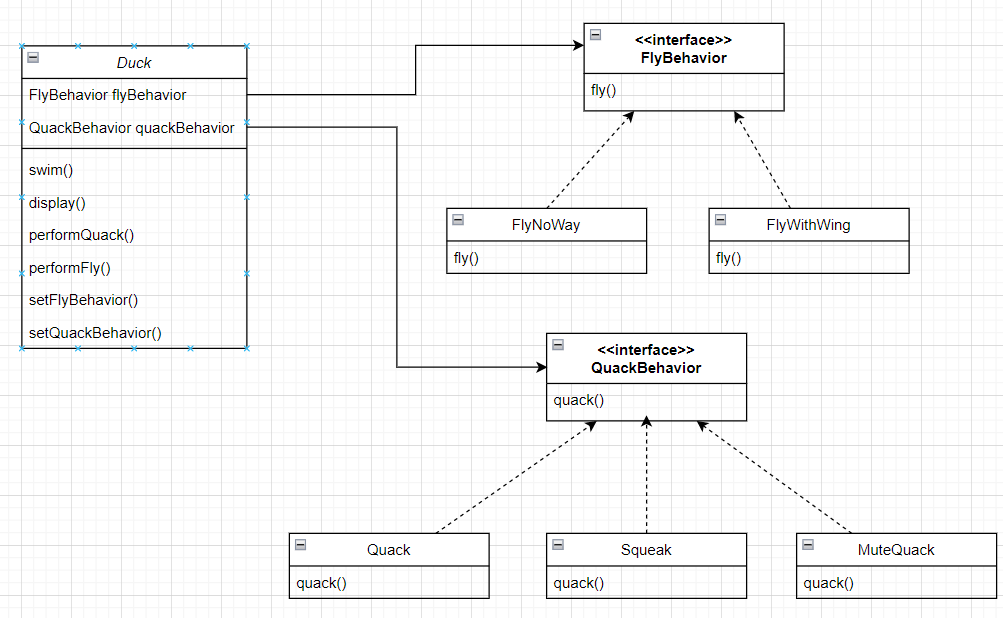 Duck
FlyBehavior flyBehavior
QuackBehavior quackBehavior
swim()
display()
performQuack()
performFly()
setFlyBehavior()
setQuackBehavior()
<<interface>>
FlyBehavior
fly()
FlyNoWay
fly()
FlyWithWing
fly()
<<interface>>
QuackBehavior
quack()
Quack
quack()
Squeak
quack()
MuteQuack
quack()